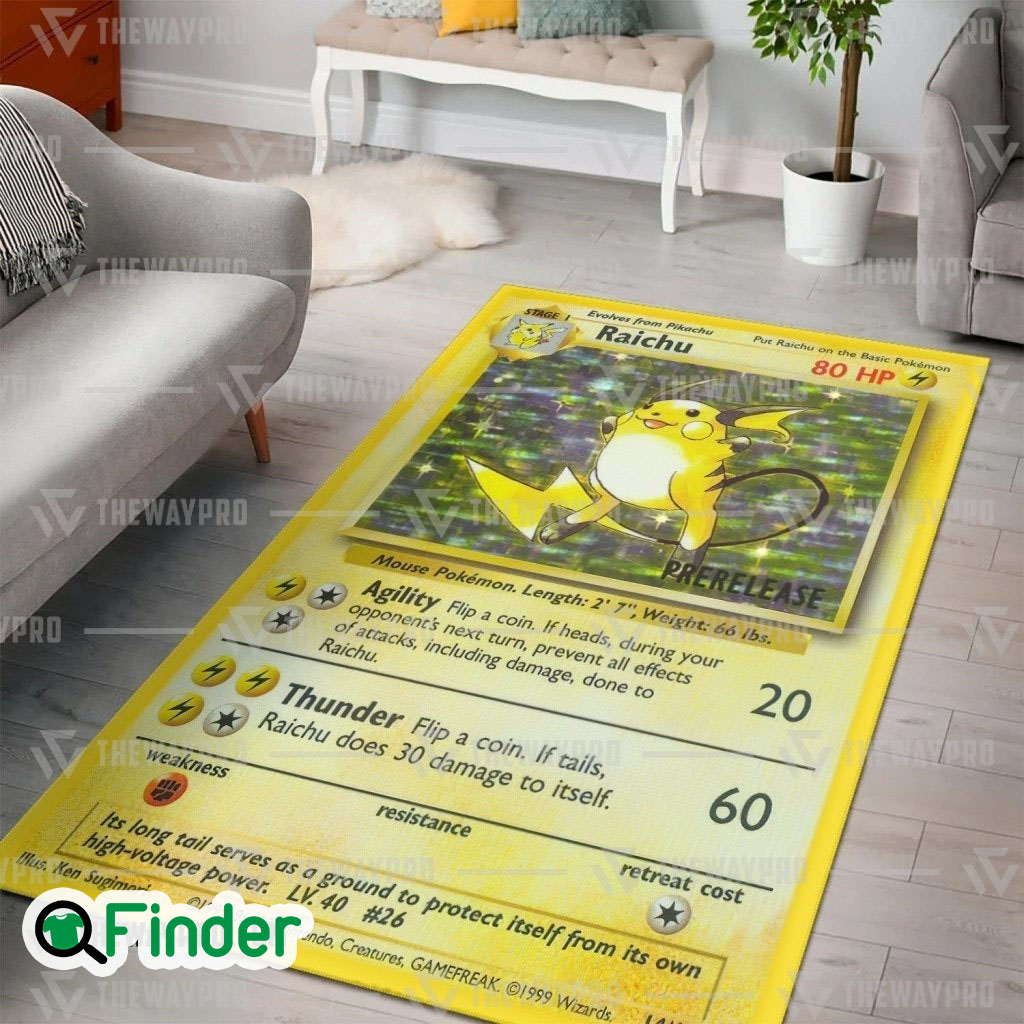 STAGE 1
Evolves from Pikachu
Raichu
Put Raichu on the Basic Pokémon
80 HP
PRERELEASE
Mouse Pokémon. Length: 2' 7", Weight: 66 lbs.
Agility Flip a coin. If heads, during your
opponent's next turn, prevent all effects
of attacks, including damage, done to
Raichu.
20
Thunder Flip a coin. If tails,
Raichu does 30 damage to itself.
60
weakness
resistance
retreat cost
Its long tail serves as a ground to protect itself from its own
high-voltage power. LV. 40 #26
Illus. Ken Sugimori
Creatures, GAMEFREAK. ©1999 Wizards.
Finder
THEWAYPRO